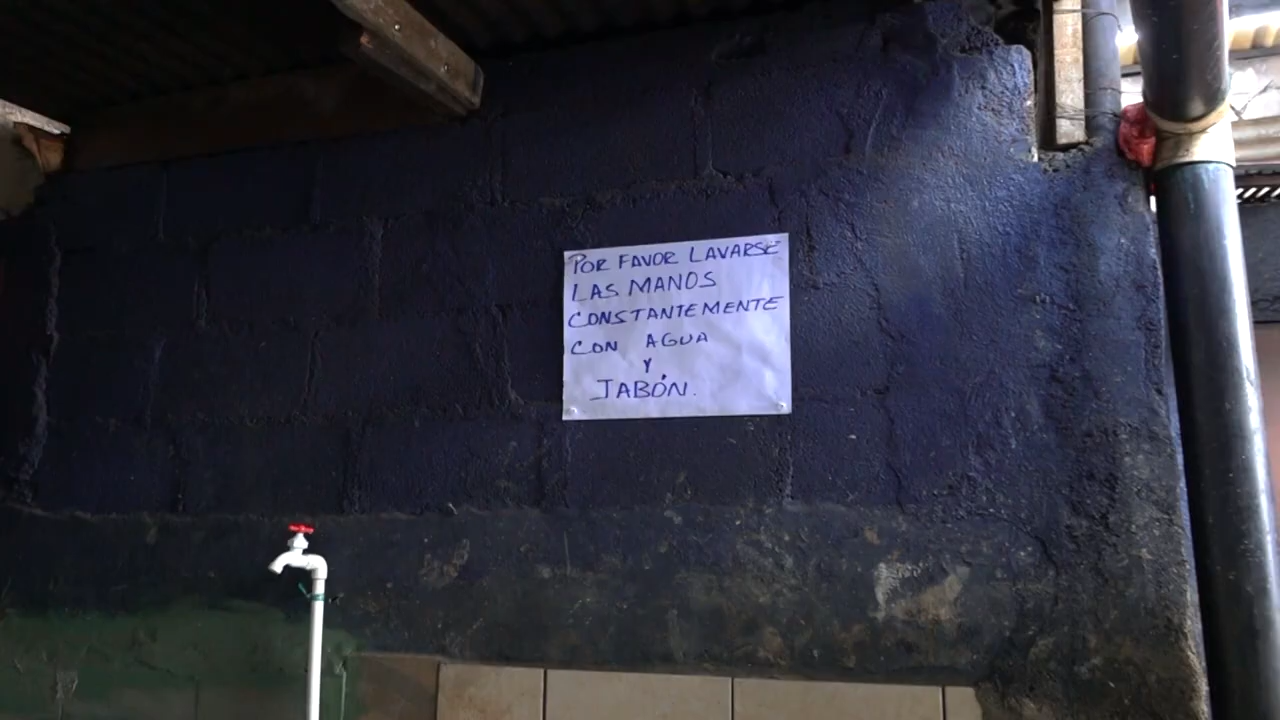 POR FAVOR LAVARSE
LAS MANOS
CONSTANTEMENTE
CON AGUA
Y
JABÓN.